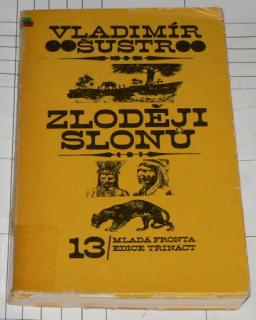 VLADIMÍR
ŠUSTR
ZLODĚJI
SLONŮ
13/
MLADÁ FRONTA
EDICE TŘINÁCT